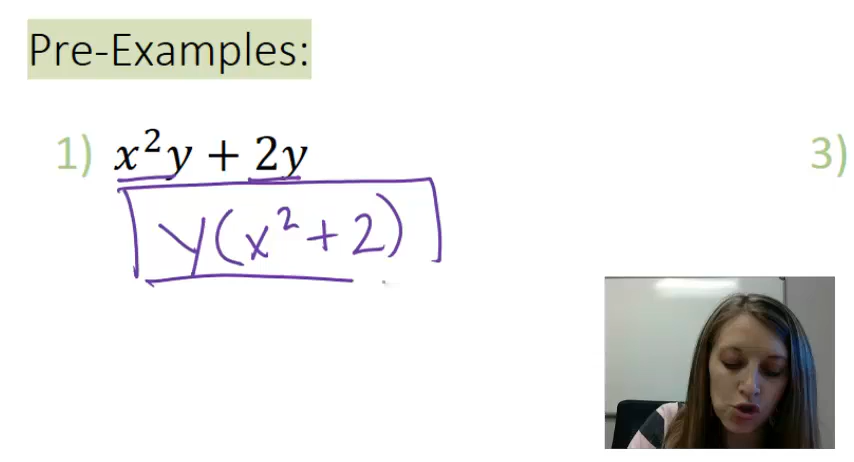 Pre-Examples:
1) x²y + 2y
3)
y(x² + 2)